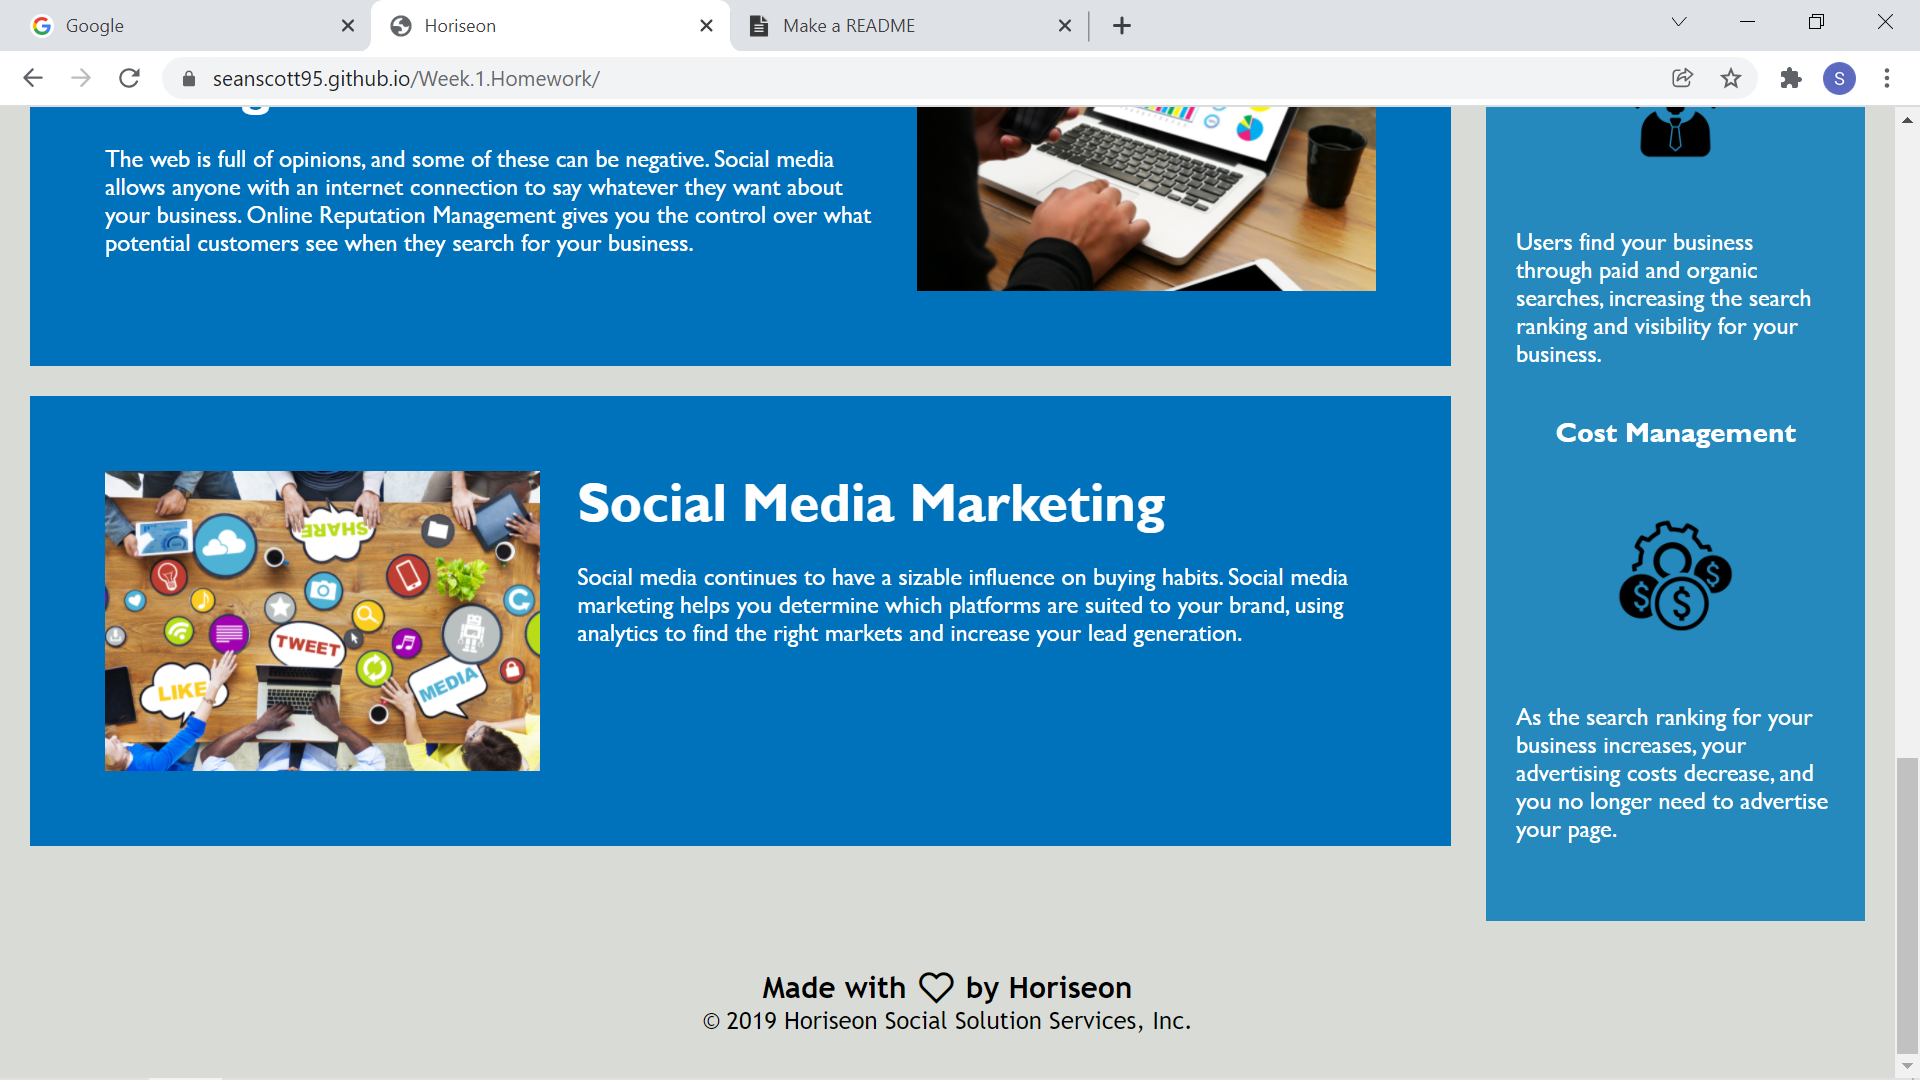 Google
Horiseon
Make a README
seanscott95.github.io/Week.1.Homework/
S
The web is full of opinions, and some of these can be negative. Social media
allows anyone with an internet connection to say whatever they want about
your business. Online Reputation Management gives you the control over what
potential customers see when they search for your business.
Social Media Marketing
Social media continues to have a sizable influence on buying habits. Social media
marketing helps you determine which platforms are suited to your brand, using
analytics to find the right markets and increase your lead generation.
SHARE
TWEET
LIKE
MEDIA
Users find your business
through paid and organic
searches, increasing the search
ranking and visibility for your
business.
Cost Management
$ $ $
As the search ranking for your
business increases, your
advertising costs decrease, and
you no longer need to advertise
your page.
Made with by Horiseon
© 2019 Horiseon Social Solution Services, Inc.